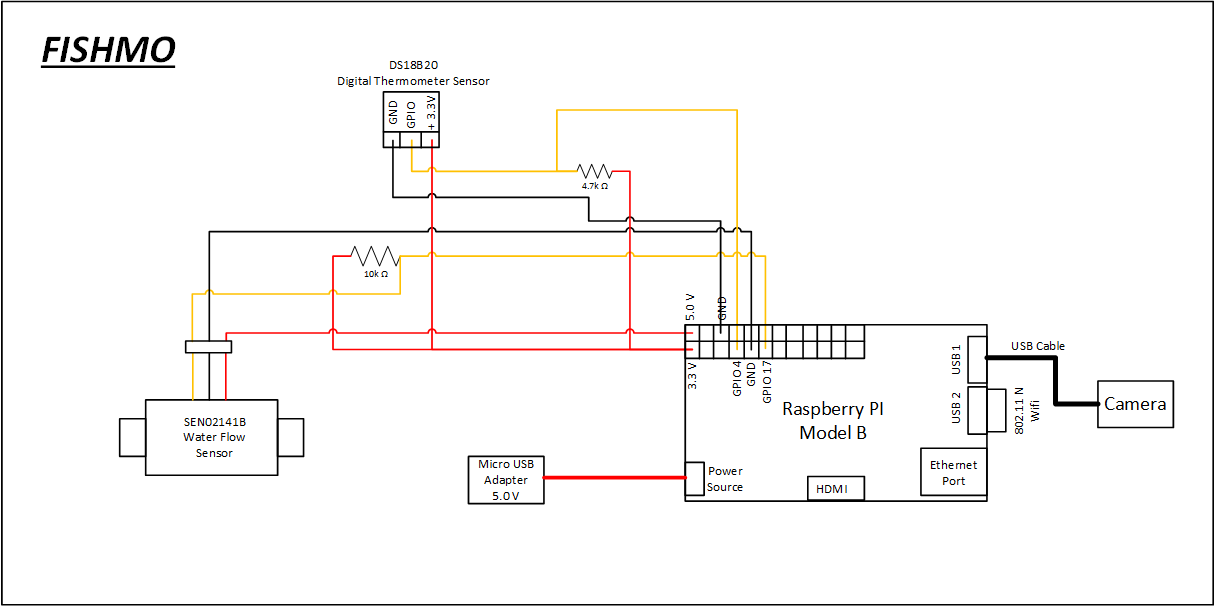 FISHMO
DS18B20
Digital Thermometer Sensor
GND
GPIO
+ 3.3V
4.7k Ω
10k Ω
5.0 V
GND
3.3 V
GPIO 4
GND
GPIO 17
Raspberry PI
Model B
USB 1
USB 2
USB Cable
802.11 N
Wifi
Camera
SEN02141B
Water Flow
Sensor
Micro USB
Adapter
5.0 V
Power
Source
HDMI
Ethernet
Port